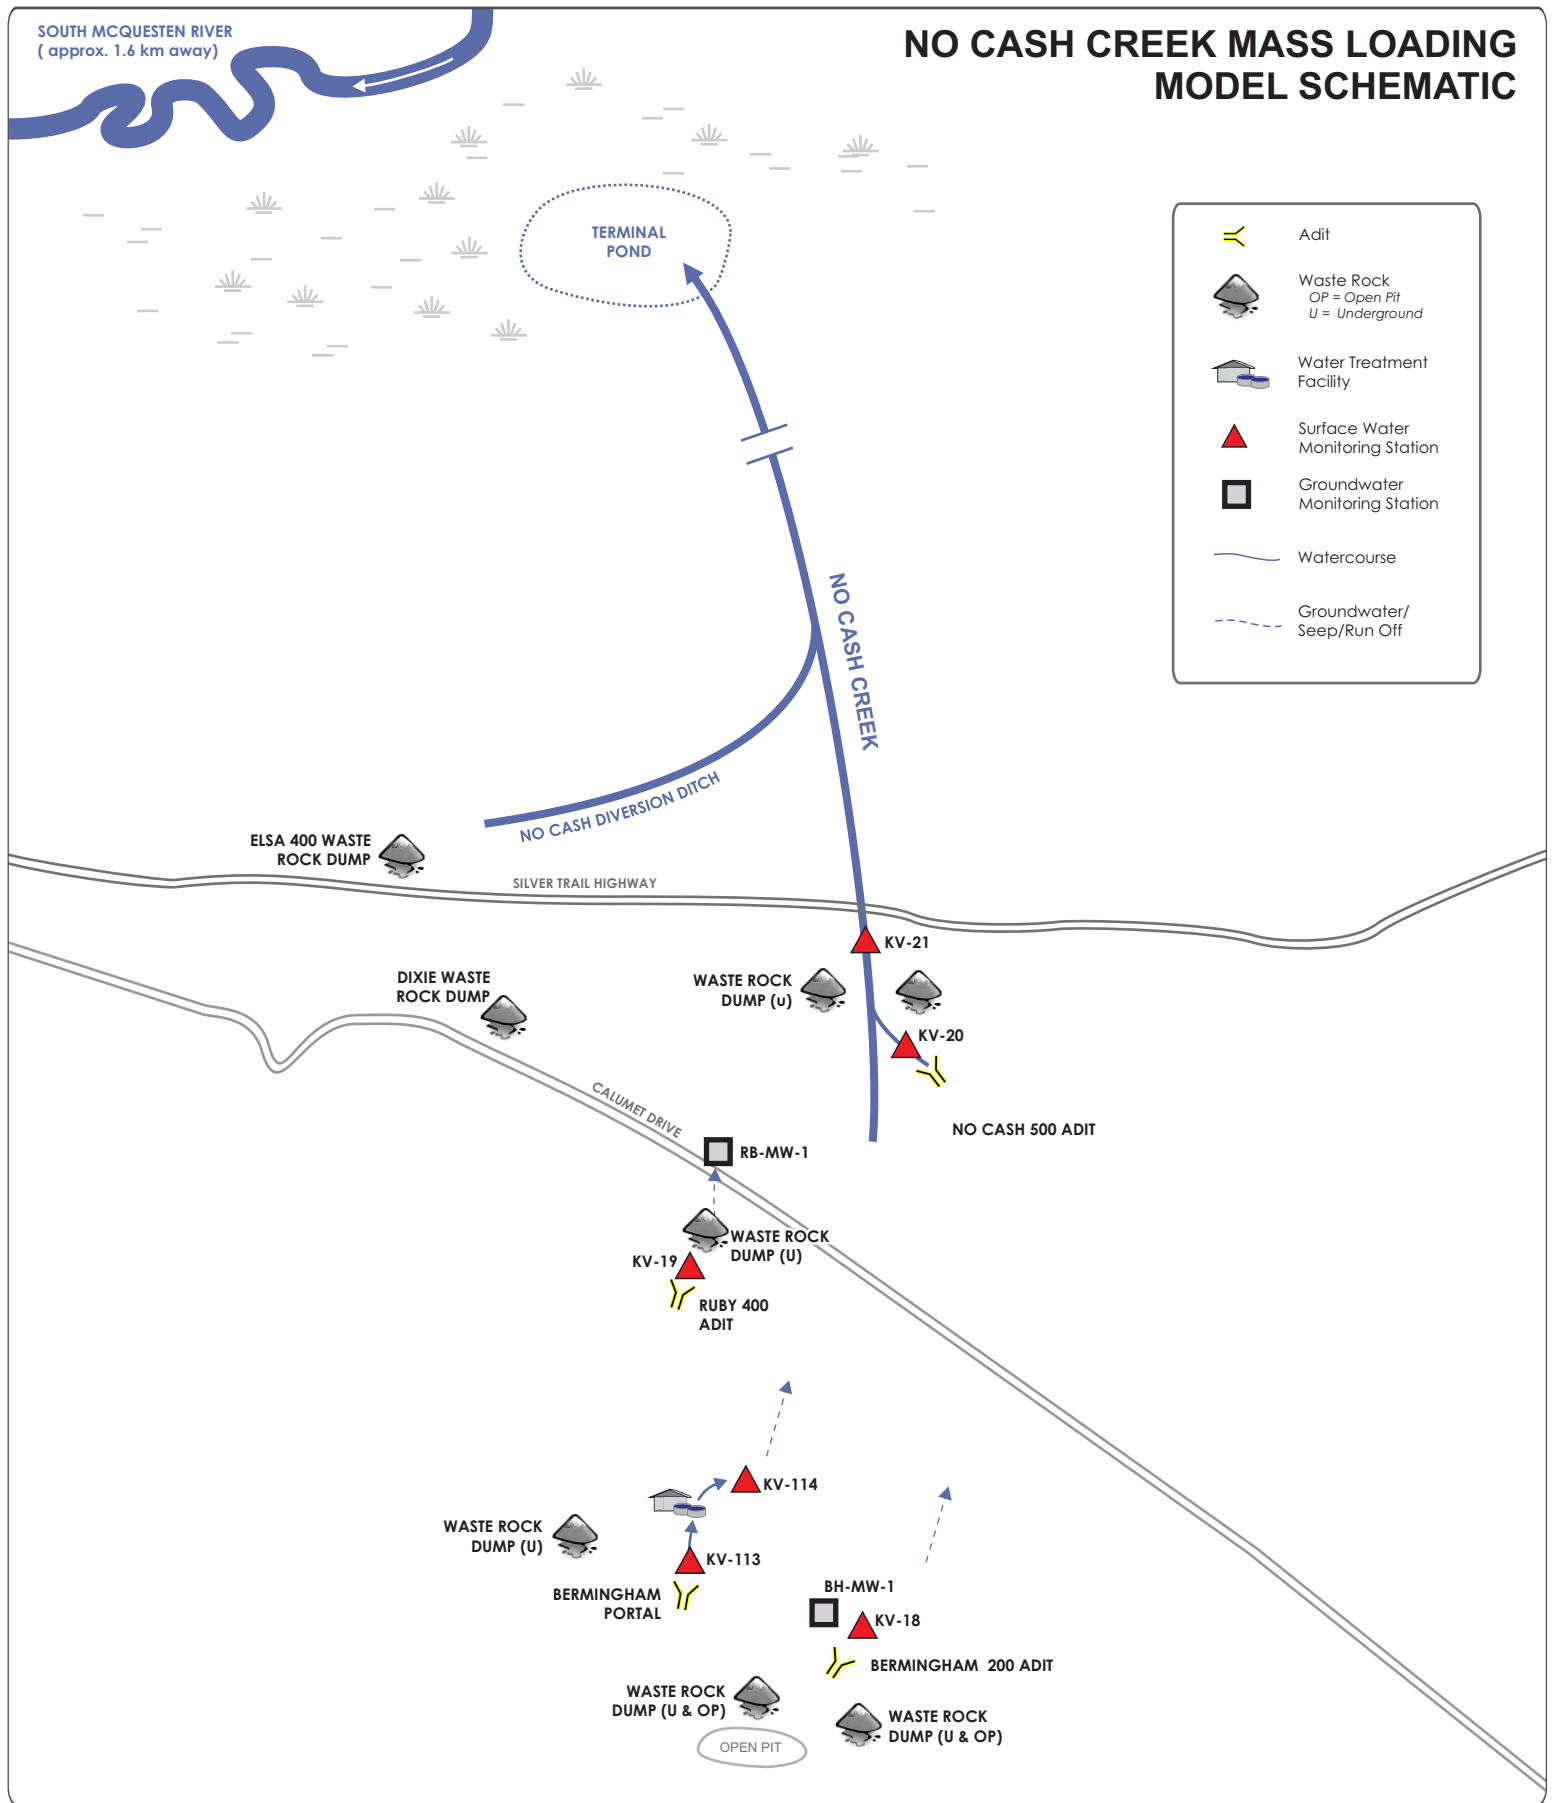 SOUTH MCQUESTEN RIVER
( approx. 1.6 km away)
NO CASH CREEK MASS LOADING
MODEL SCHEMATIC
TERMINAL
POND
Adit
Waste Rock
OP = Open Pit
U = Underground
Water Treatment
Facility
Surface Water
Monitoring Station
Groundwater
Monitoring Station
Watercourse
Groundwater/
Seep/Run Off
NO CASH CREEK
NO CASH DIVERSION DITCH
ELSA 400 WASTE
ROCK DUMP
SILVER TRAIL HIGHWAY
KV-21
DIXIE WASTE
ROCK DUMP
WASTE ROCK
DUMP (u)
KV-20
CALUMET DRIVE
NO CASH 500 ADIT
RB-MW-1
WASTE ROCK
DUMP (U)
KV-19
RUBY 400
ADIT
KV-114
WASTE ROCK
DUMP (U)
KV-113
BERMINGHAM
PORTAL
BH-MW-1
KV-18
BERMINGHAM  200 ADIT
WASTE ROCK
DUMP (U & OP)
WASTE ROCK
DUMP (U & OP)
OPEN PIT